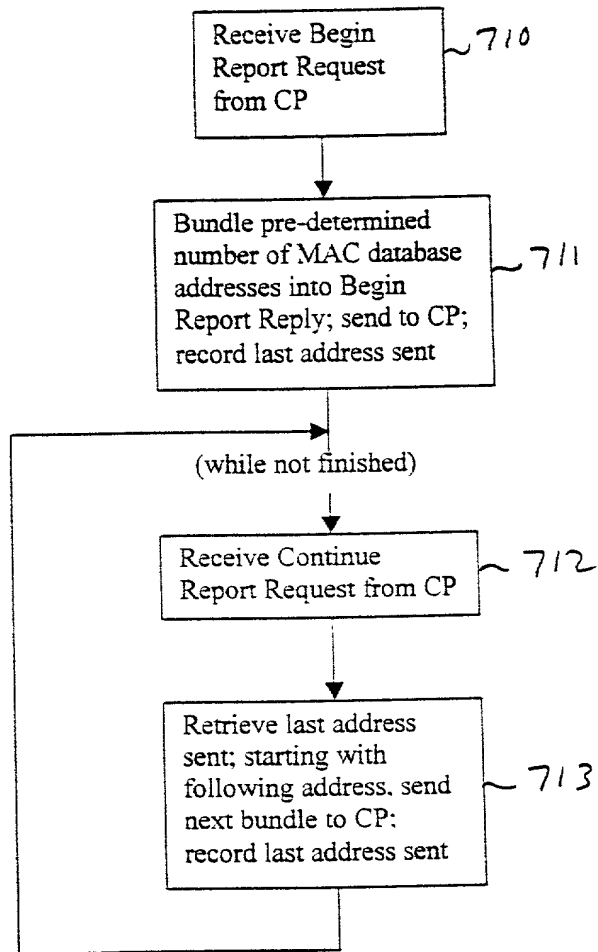 Receive Begin
Report Request
from CP
710
Bundle pre-determined
number of MAC database
addresses into Begin
Report Reply; send to CP;
record last address sent
711
(while not finished)
Receive Continue
Report Request from CP
712
Retrieve last address
sent; starting with
following address, send
next bundle to CP;
record last address sent
713